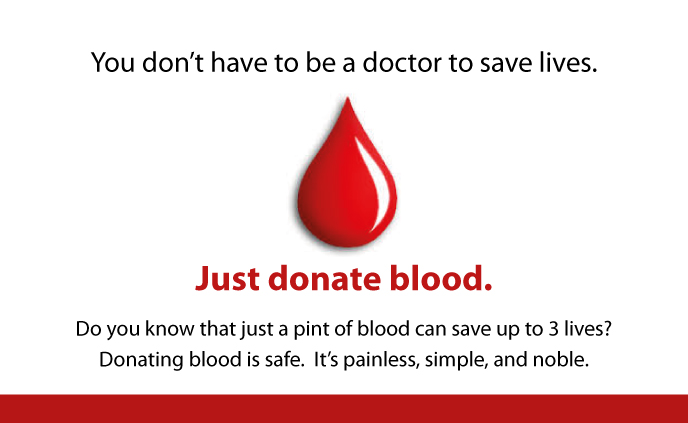 You don’t have to be a doctor to save lives.
Just donate blood.
Do you know that just a pint of blood can save up to 3 lives?
Donating blood is safe.  It’s painless, simple, and noble.